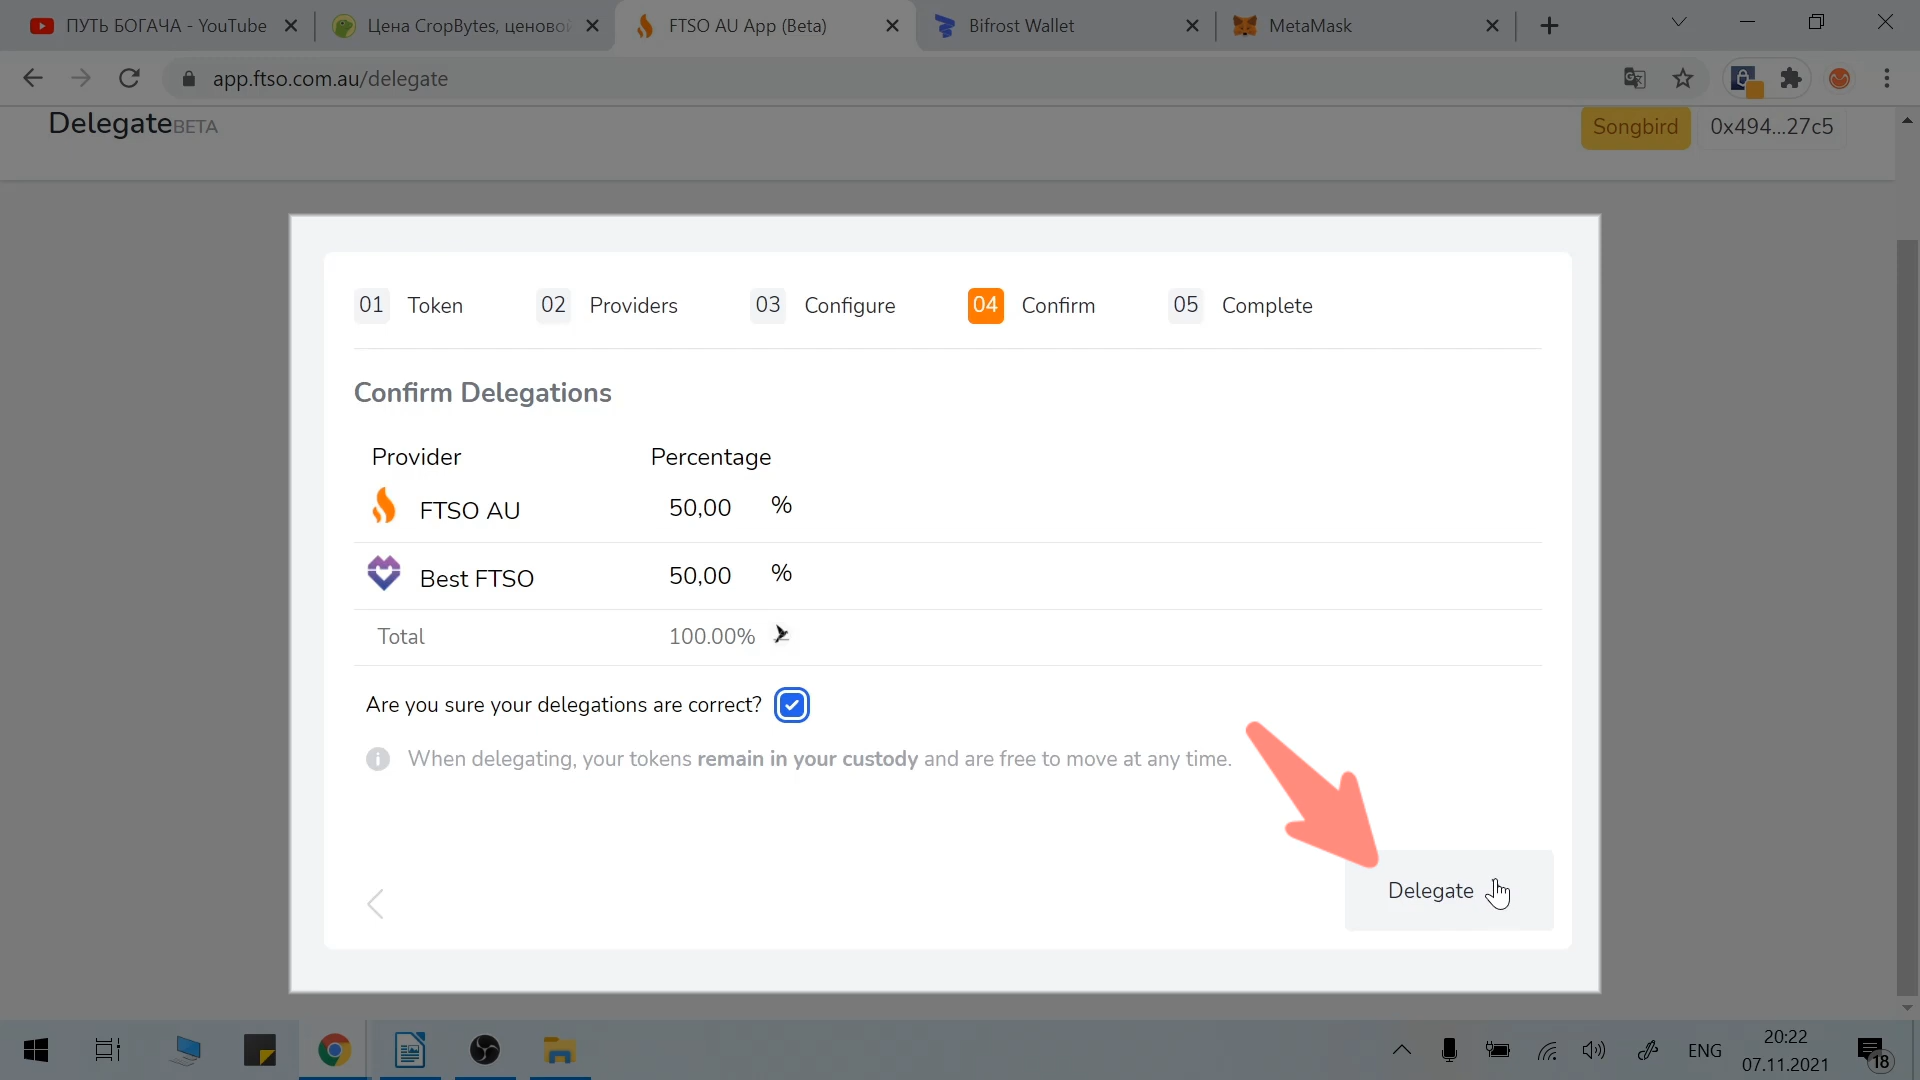 ПУТЬ БОГАЧА - YouTube
Цена CropBytes, ценовой
FTSO AU App (Beta)
Bifrost Wallet
MetaMask
app.ftso.com.au/delegate
DelegateBETA
Songbird
0x494...27c5
01 Token
02 Providers
03 Configure
04 Confirm
05 Complete
Confirm Delegations
Provider Percentage
FTSO AU 50,00 %
Best FTSO 50,00 %
Total 100.00%
Are you sure your delegations are correct?
When delegating, your tokens remain in your custody and are free to move at any time.
Delegate
ENG
20:22
07.11.2021
18